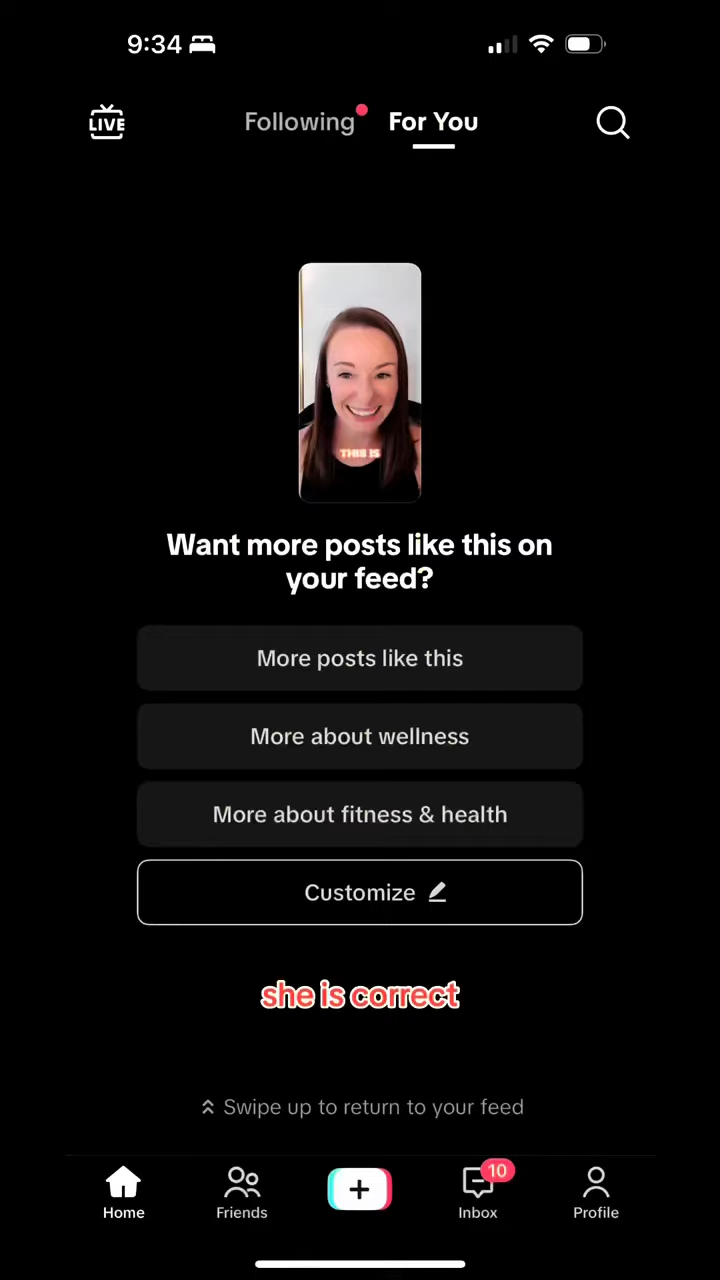 9:34
LIVE
Following
For You
THIS IS
Want more posts like this on
your feed?
More posts like this
More about wellness
More about fitness & health
Customize
she is correct
Swipe up to return to your feed
10
Home
Friends
Inbox
Profile